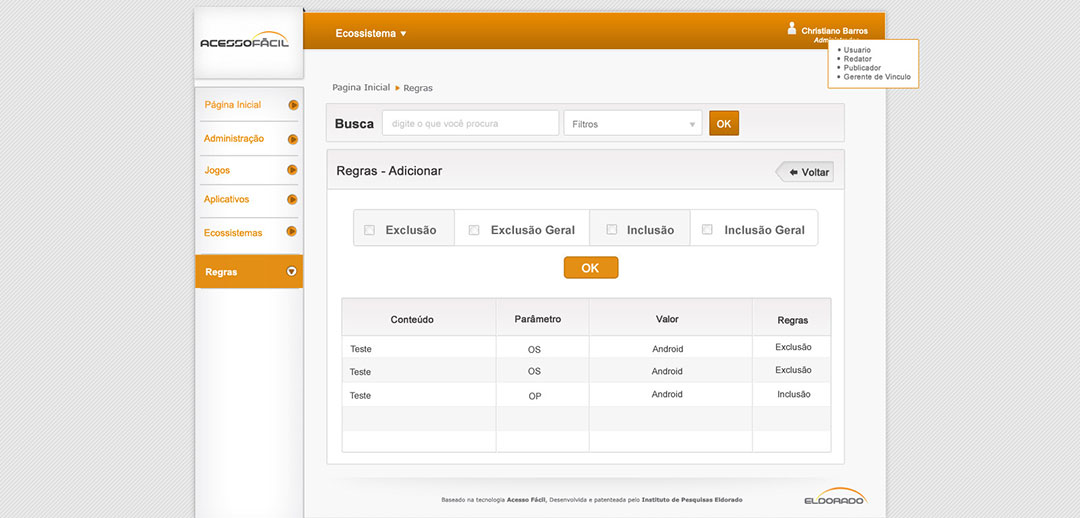 ACESSOFÁCIL
Ecossistema
Christiano Barros
Usuario
Redator
Publicador
Gerente de Vinculo
Página Inicial
Administração
Jogos
Aplicativos
Ecossistemas
Regras
Pagina Inicial Regras
Busca digite o que você procura Filtros OK
Regras - Adicionar Voltar
Exclusão Exclusão Geral Inclusão Inclusão Geral
OK
Conteúdo Parâmetro Valor Regras
Teste OS Android Exclusão
Teste OS Android Exclusão
Teste OP Android Inclusão
Baseado na tecnologia Acesso Fácil, Desenvolvida e patenteada pelo Instituto de Pesquisas Eldorado
ELDORADO